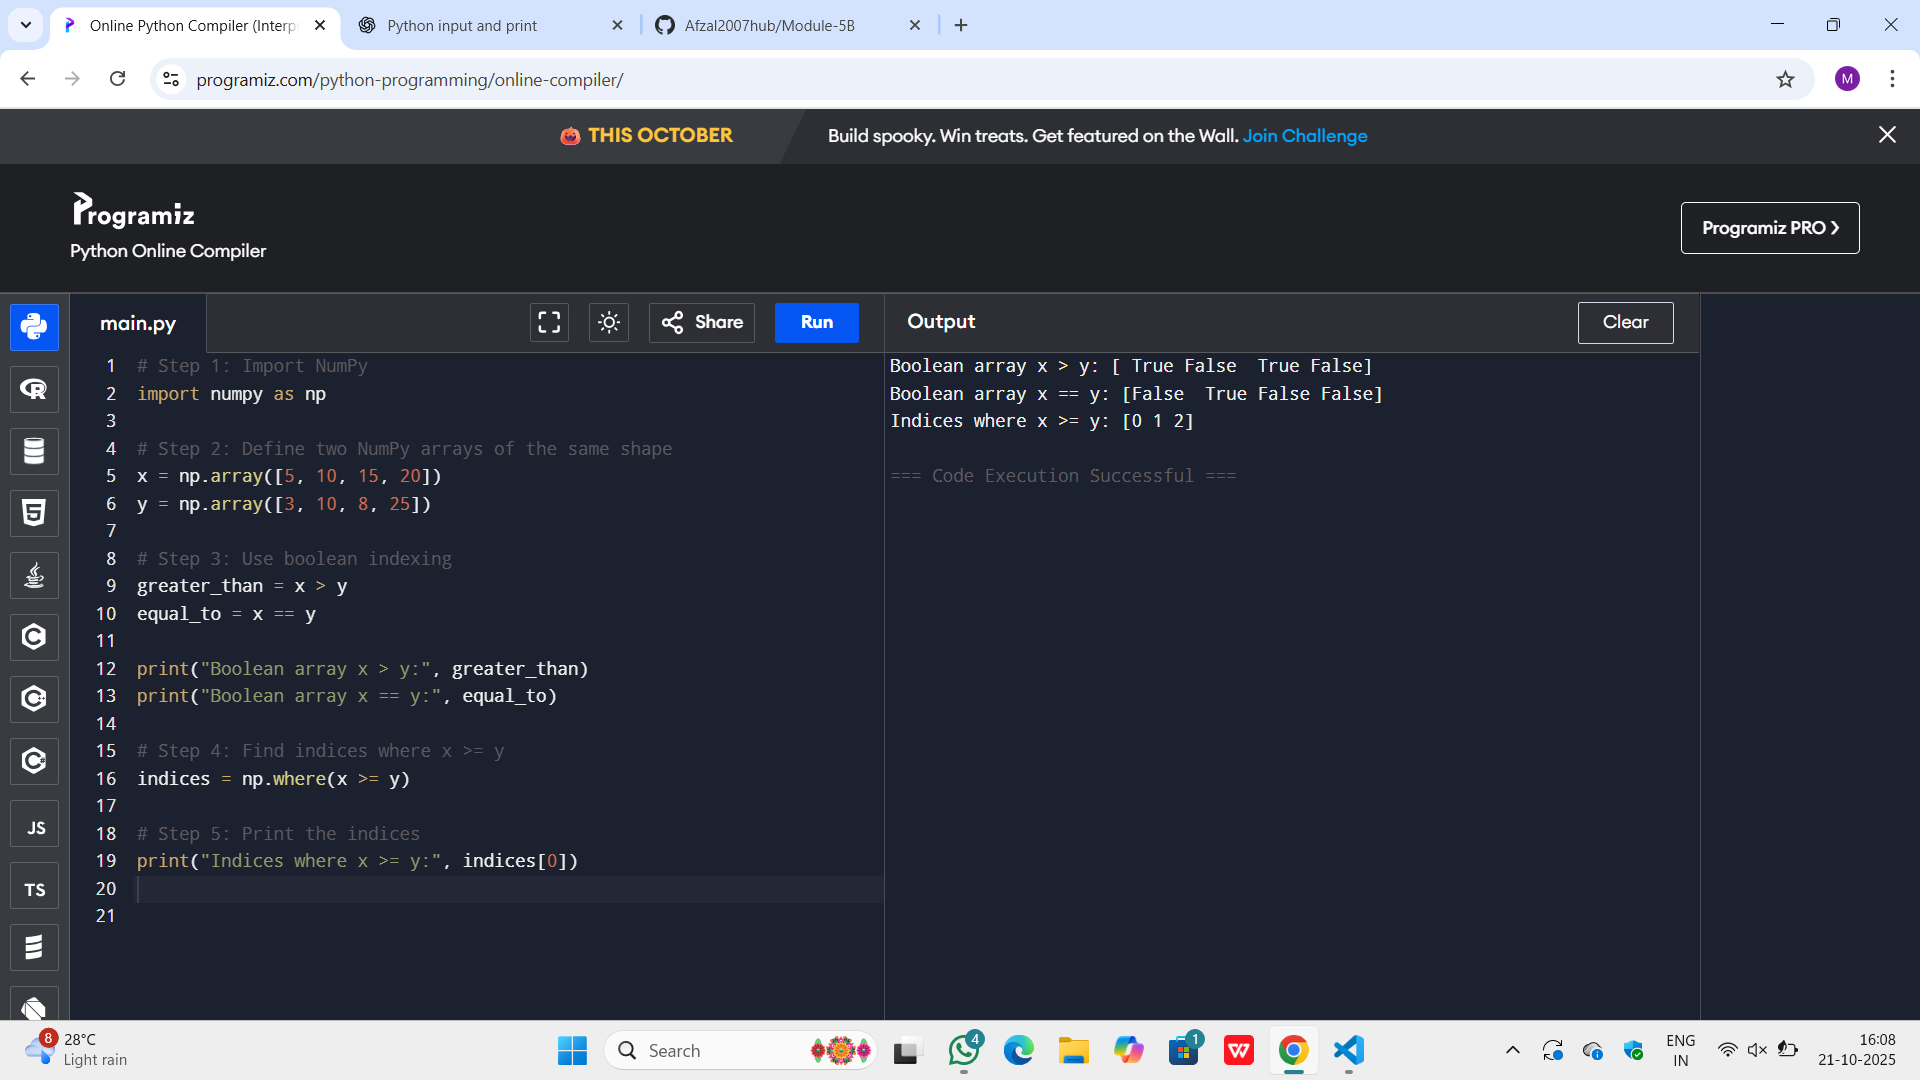 Online Python Compiler (Interp
Python input and print
Afzal2007hub/Module-5B
programiz.com/python-programming/online-compiler/
M
THIS OCTOBER
Build spooky. Win treats. Get featured on the Wall. Join Challenge
Programiz
Python Online Compiler
Programiz PRO ❯
main.py
Share
Run
Output
Clear
1 # Step 1: Import NumPy
2 import numpy as np
3
4 # Step 2: Define two NumPy arrays of the same shape
5 x = np.array([5, 10, 15, 20])
6 y = np.array([3, 10, 8, 25])
7
8 # Step 3: Use boolean indexing
9 greater_than = x > y
10 equal_to = x == y
11
12 print("Boolean array x > y:", greater_than)
13 print("Boolean array x == y:", equal_to)
14
15 # Step 4: Find indices where x >= y
16 indices = np.where(x >= y)
17
18 # Step 5: Print the indices
19 print("Indices where x >= y:", indices[0])
20
21
Boolean array x > y: [ True False  True False]
Boolean array x == y: [False  True False False]
Indices where x >= y: [0 1 2]
=== Code Execution Successful ===
R
5
C
C
C
JS
TS
8
28°C
Light rain
Search
4
1
W
ENG
IN
16:08
21-10-2025